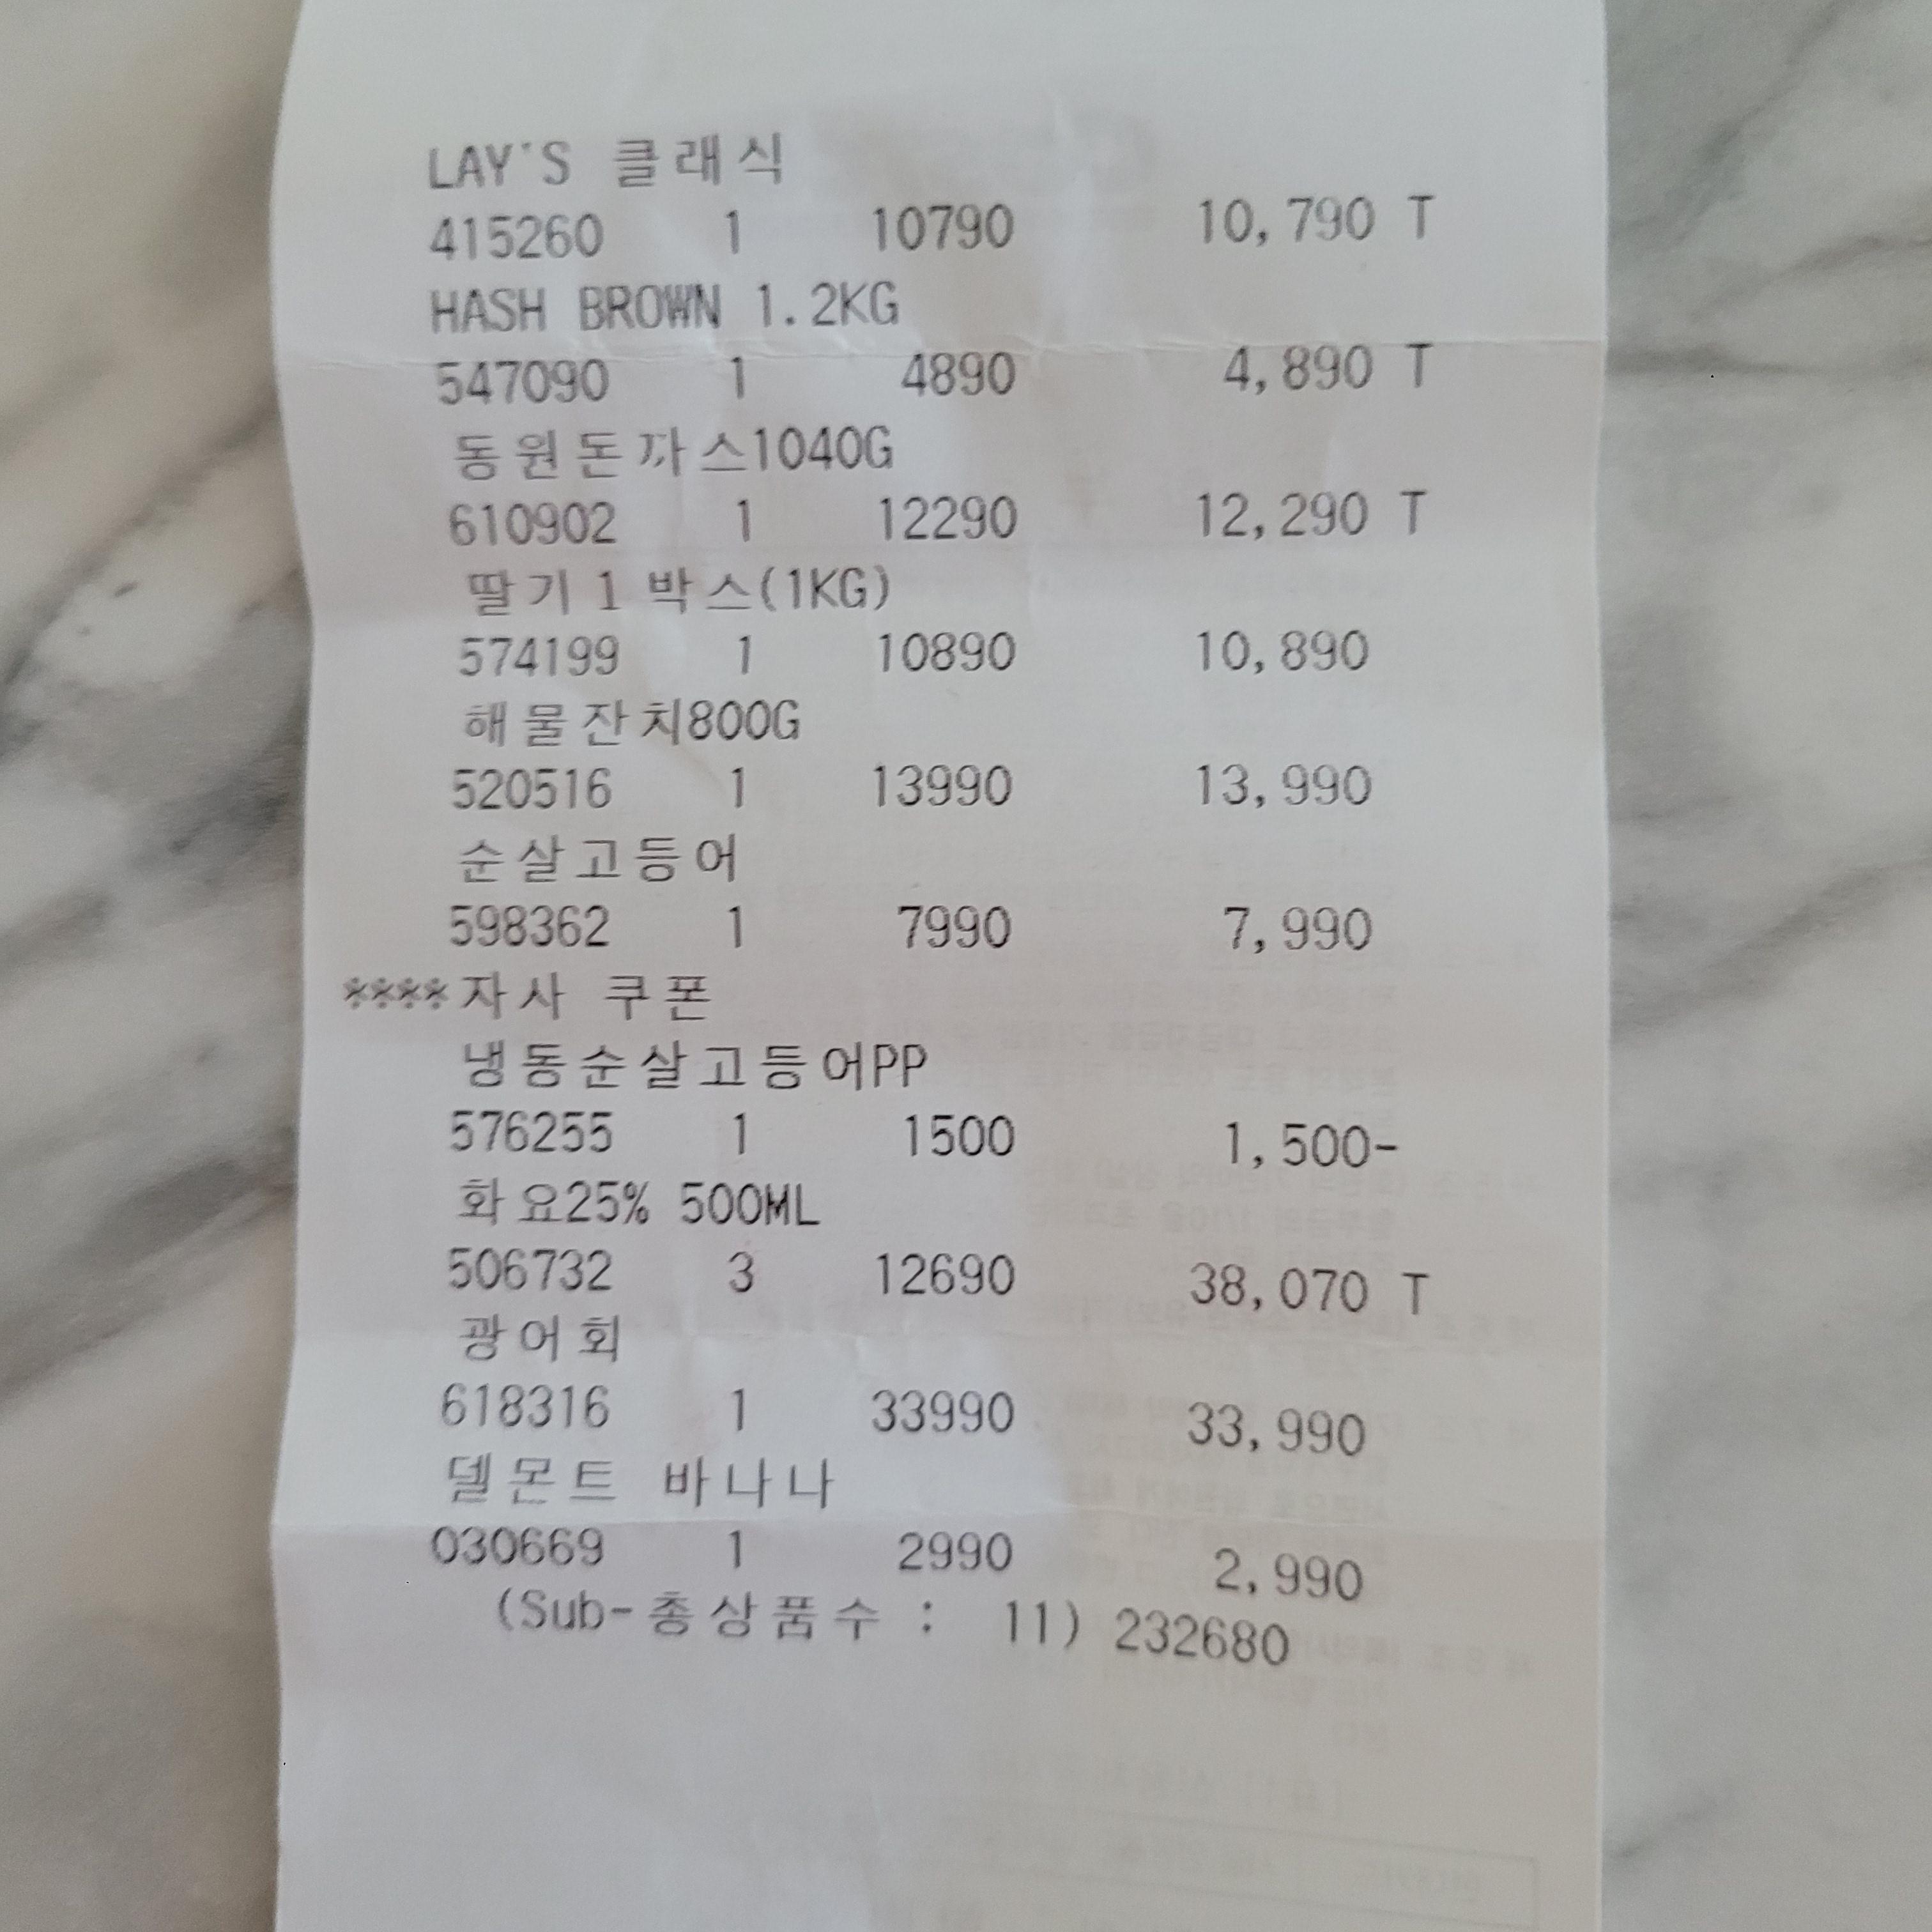 LAY'S 클래식
415260 1 10790 10,790 T
HASH BROWN 1.2KG
547090 1 4890 4,890 T
동원돈까스1040G
610902 1 12290 12,290 T
딸기 1 박스(1KG)
574199 1 10890 10,890
해물잔치800G
520516 1 13990 13,990
순살고등어
598362 1 7990 7,990
****자사 쿠폰
냉동순살고등어PP
576255 1 1500 1,500-
화요25% 500ML
506732 3 12690 38,070 T
광어회
618316 1 33990 33,990
델몬트 바나나
030669 1 2990 2,990
(Sub-총상품수 : 11) 232680